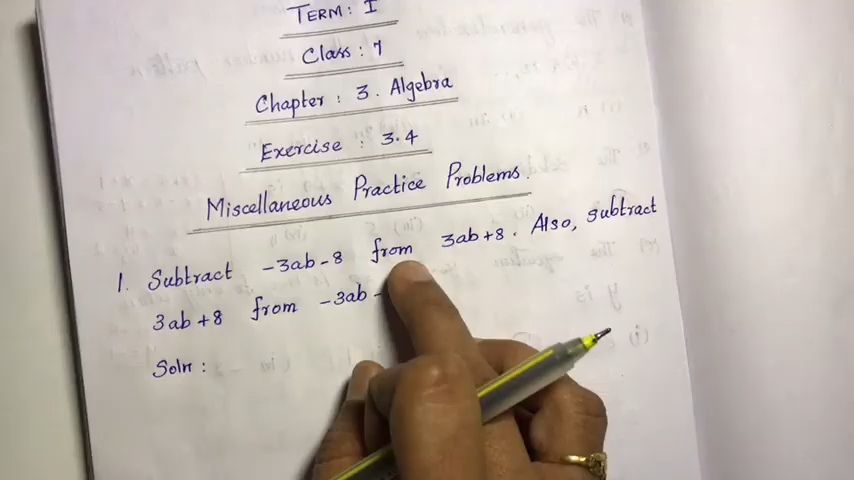 TERM: I
Class: 7
Chapter: 3. Algebra
Exercise: 3.4
Miscellaneous Practice Problems.
1. Subtract -3ab-8 from 3ab+8. Also, subtract
3ab+8 from -3ab -
Soln: